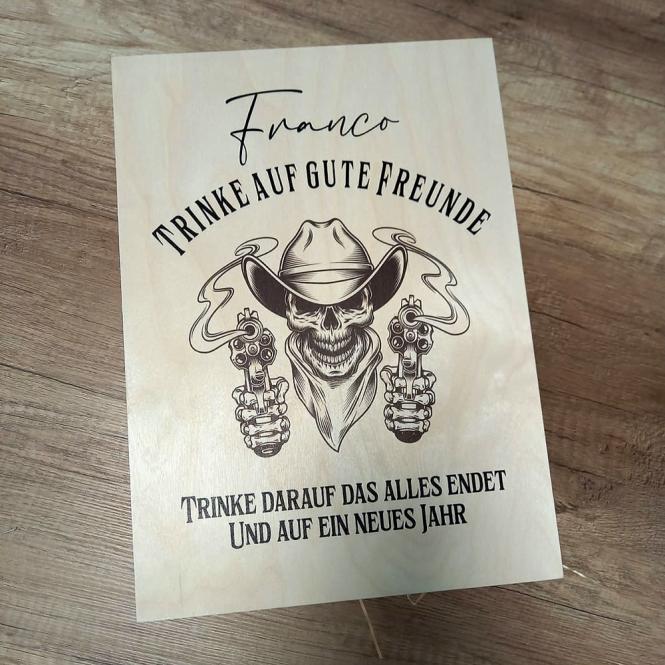 Franco
Trinke auf gute Freunde
Trinke darauf das alles endet
Und auf ein neues Jahr